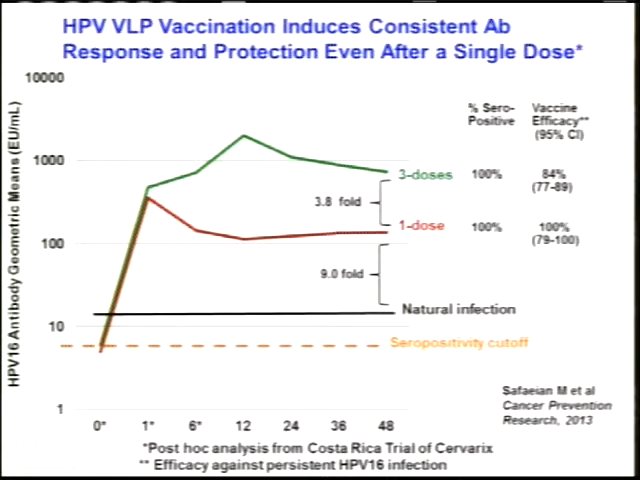 HPV VLP Vaccination Induces Consistent Ab
Response and Protection Even After a Single Dose*
HPV16 Antibody Geometric Means (EU/mL)
10000
1000
100
10
1
0*
1*
6*
12
24
36
48
% Sero-
Positive
Vaccine
Efficacy**
(95% CI)
3-doses
100%
84%
(77-89)
3.8 fold
1-dose
100%
100%
(79-100)
9.0 fold
Natural infection
Seropositivity cutoff
Safaeian M et al
Cancer Prevention
Research, 2013
*Post hoc analysis from Costa Rica Trial of Cervarix
** Efficacy against persistent HPV16 infection